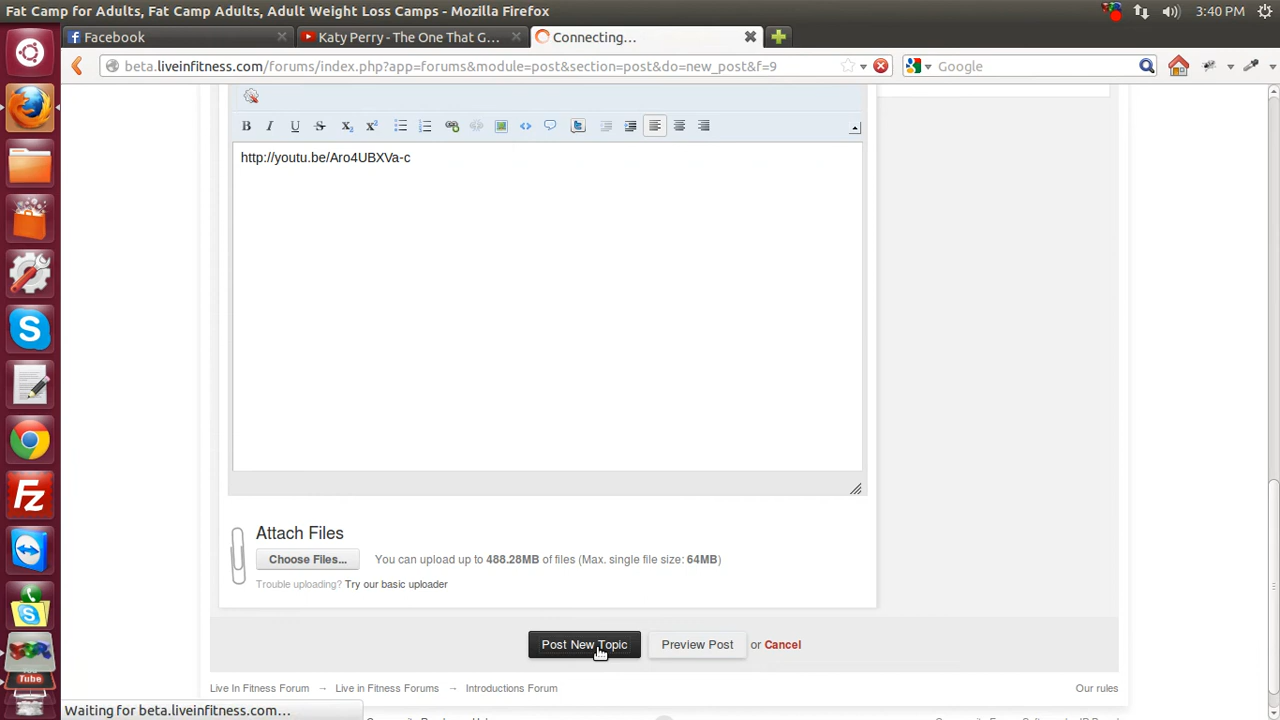 Fat Camp for Adults, Fat Camp Adults, Adult Weight Loss Camps - Mozilla Firefox
3:40 PM
Facebook
Katy Perry - The One That G...
Connecting...
beta.liveinfitness.com/forums/index.php?app=forums&module=post&section=post&do=new_post&f=9
Google
http://youtu.be/Aro4UBXVa-c
Attach Files
Choose Files...
You can upload up to 488.28MB of files (Max. single file size: 64MB)
Trouble uploading? Try our basic uploader
Post New Topic
Preview Post
or Cancel
Live In Fitness Forum → Live in Fitness Forums → Introductions Forum
Our rules
Waiting for beta.liveinfitness.com...
Tube